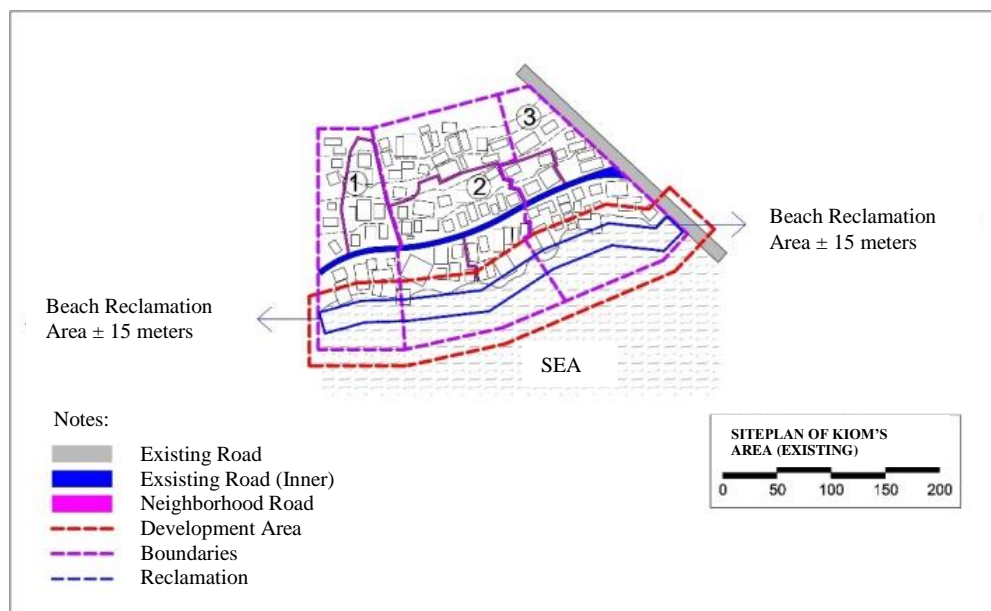 3
1
2
Beach Reclamation
Area ± 15 meters
Beach Reclamation
Area ± 15 meters
SEA
Notes:
Existing Road
Exsisting Road (Inner)
Neighborhood Road
Development Area
Boundaries
Reclamation
SITEPLAN OF KIOM'S
AREA (EXISTING)
0 50 100 150 200